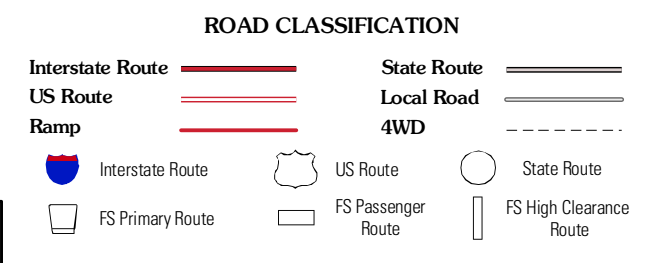 ROAD CLASSIFICATION
Interstate Route
State Route
US Route
Local Road
Ramp
4WD
Interstate Route
US Route
State Route
FS Primary Route
FS Passenger
Route
FS High Clearance
Route